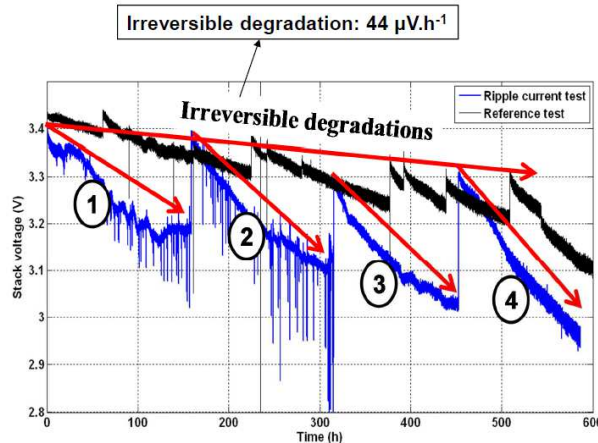 Irreversible degradation: 44 µV.h-1
Irreversible degradations
Ripple current test
Reference test
Stack voltage (V)
3.4
3.3
3.2
3.1
3
2.9
2.8
1
2
3
4
0 100 200 300 400 500 600
Time (h)